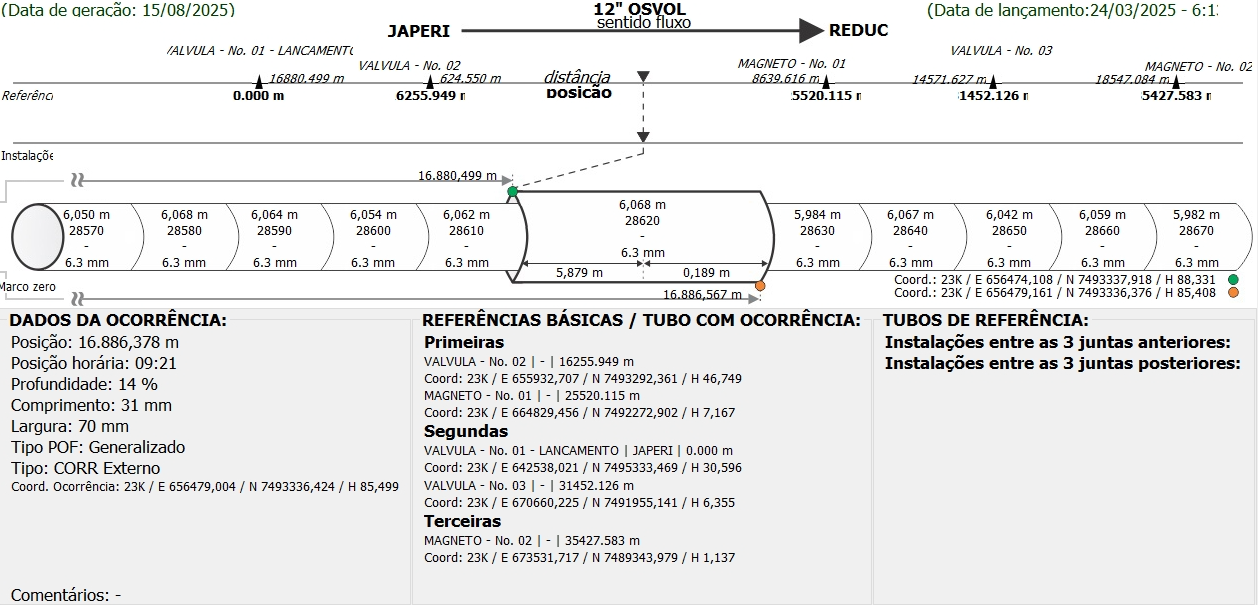 (Data de geração: 15/08/2025)
12" OSVOL
sentido fluxo
(Data de lançamento:24/03/2025 - 6:1
JAPERI
REDUC
VALVULA - No. 01 - LANCAMENTO
VALVULA - No. 02
MAGNETO - No. 01
VALVULA - No. 03
MAGNETO - No. 02
16880.499 m
624.550 m
distância
8639.616 m
14571.627 m
18547.084 m
Referênci
0.000 m
6255.949 m
posição
5520.115 m
1452.126 m
5427.583 m
Instalaçõe
16.880,499 m
6,050 m 6,068 m 6,064 m 6,054 m 6,062 m 6,068 m 5,984 m 6,067 m 6,042 m 6,059 m 5,982 m
28570 28580 28590 28600 28610 28620 28630 28640 28650 28660 28670
- - - - - - - - - - -
6.3 mm 6.3 mm 6.3 mm 6.3 mm 6.3 mm 6.3 mm 6.3 mm 6.3 mm 6.3 mm 6.3 mm 6.3 mm
5,879 m 0,189 m
Marco zero
16.886,567 m
Coord.: 23K / E 656474,108 / N 7493337,918 / H 88,331
Coord.: 23K / E 656479,161 / N 7493336,376 / H 85,408
DADOS DA OCORRÊNCIA:
Posição: 16.886,378 m
Posição horária: 09:21
Profundidade: 14 %
Comprimento: 31 mm
Largura: 70 mm
Tipo POF: Generalizado
Tipo: CORR Externo
Coord. Ocorrência: 23K / E 656479,004 / N 7493336,424 / H 85,499
Comentários: -
REFERÊNCIAS BÁSICAS / TUBO COM OCORRÊNCIA:
Primeiras
VALVULA - No. 02 | - | 16255.949 m
Coord: 23K / E 655932,707 / N 7493292,361 / H 46,749
MAGNETO - No. 01 | - | 25520.115 m
Coord: 23K / E 664829,456 / N 7492272,902 / H 7,167
Segundas
VALVULA - No. 01 - LANCAMENTO | JAPERI | 0.000 m
Coord: 23K / E 642538,021 / N 7495333,469 / H 30,596
VALVULA - No. 03 | - | 31452.126 m
Coord: 23K / E 670660,225 / N 7491955,141 / H 6,355
Terceiras
MAGNETO - No. 02 | - | 35427.583 m
Coord: 23K / E 673531,717 / N 7489343,979 / H 1,137
TUBOS DE REFERÊNCIA:
Instalações entre as 3 juntas anteriores:
Instalações entre as 3 juntas posteriores: